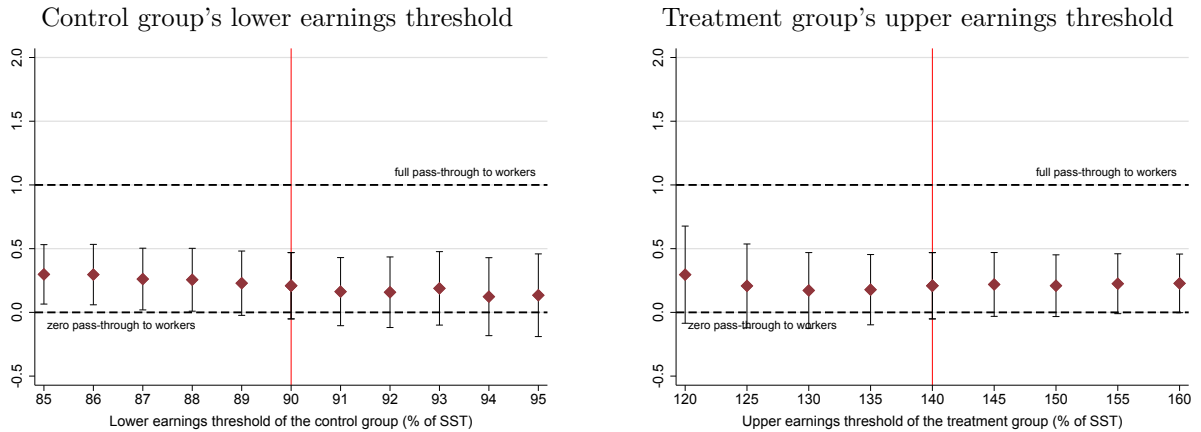 Control group's lower earnings threshold
2.0
1.5
1.0
0.5
0.0
-0.5
full pass-through to workers
zero pass-through to workers
85 86 87 88 89 90 91 92 93 94 95
Lower earnings threshold of the control group (% of SST)
Treatment group's upper earnings threshold
2.0
1.5
1.0
0.5
0.0
-0.5
full pass-through to workers
zero pass-through to workers
120 125 130 135 140 145 150 155 160
Upper earnings threshold of the treatment group (% of SST)